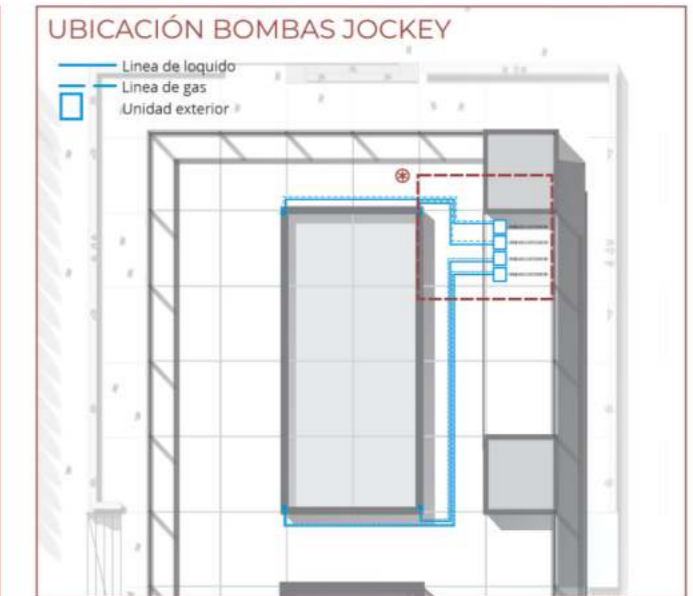 UBICACIÓN BOMBAS JOCKEY
Linea de loquido
Linea de gas
Unidad exterior